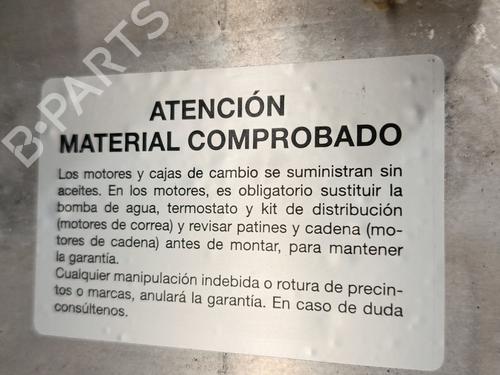 B-PARTS
ATENCIÓN
MATERIAL COMPROBADO
Los motores y cajas de cambio se suministran sin
aceites. En los motores, es obligatorio sustituir la
bomba de agua, termostato y kit de distribución
(motores de correa) y revisar patines y cadena (mo-
tores de cadena) antes de montar, para mantener
la garantía.
Cualquier manipulación indebida o rotura de precin-
tos o marcas, anulará la garantía. En caso de duda
consúltenos.